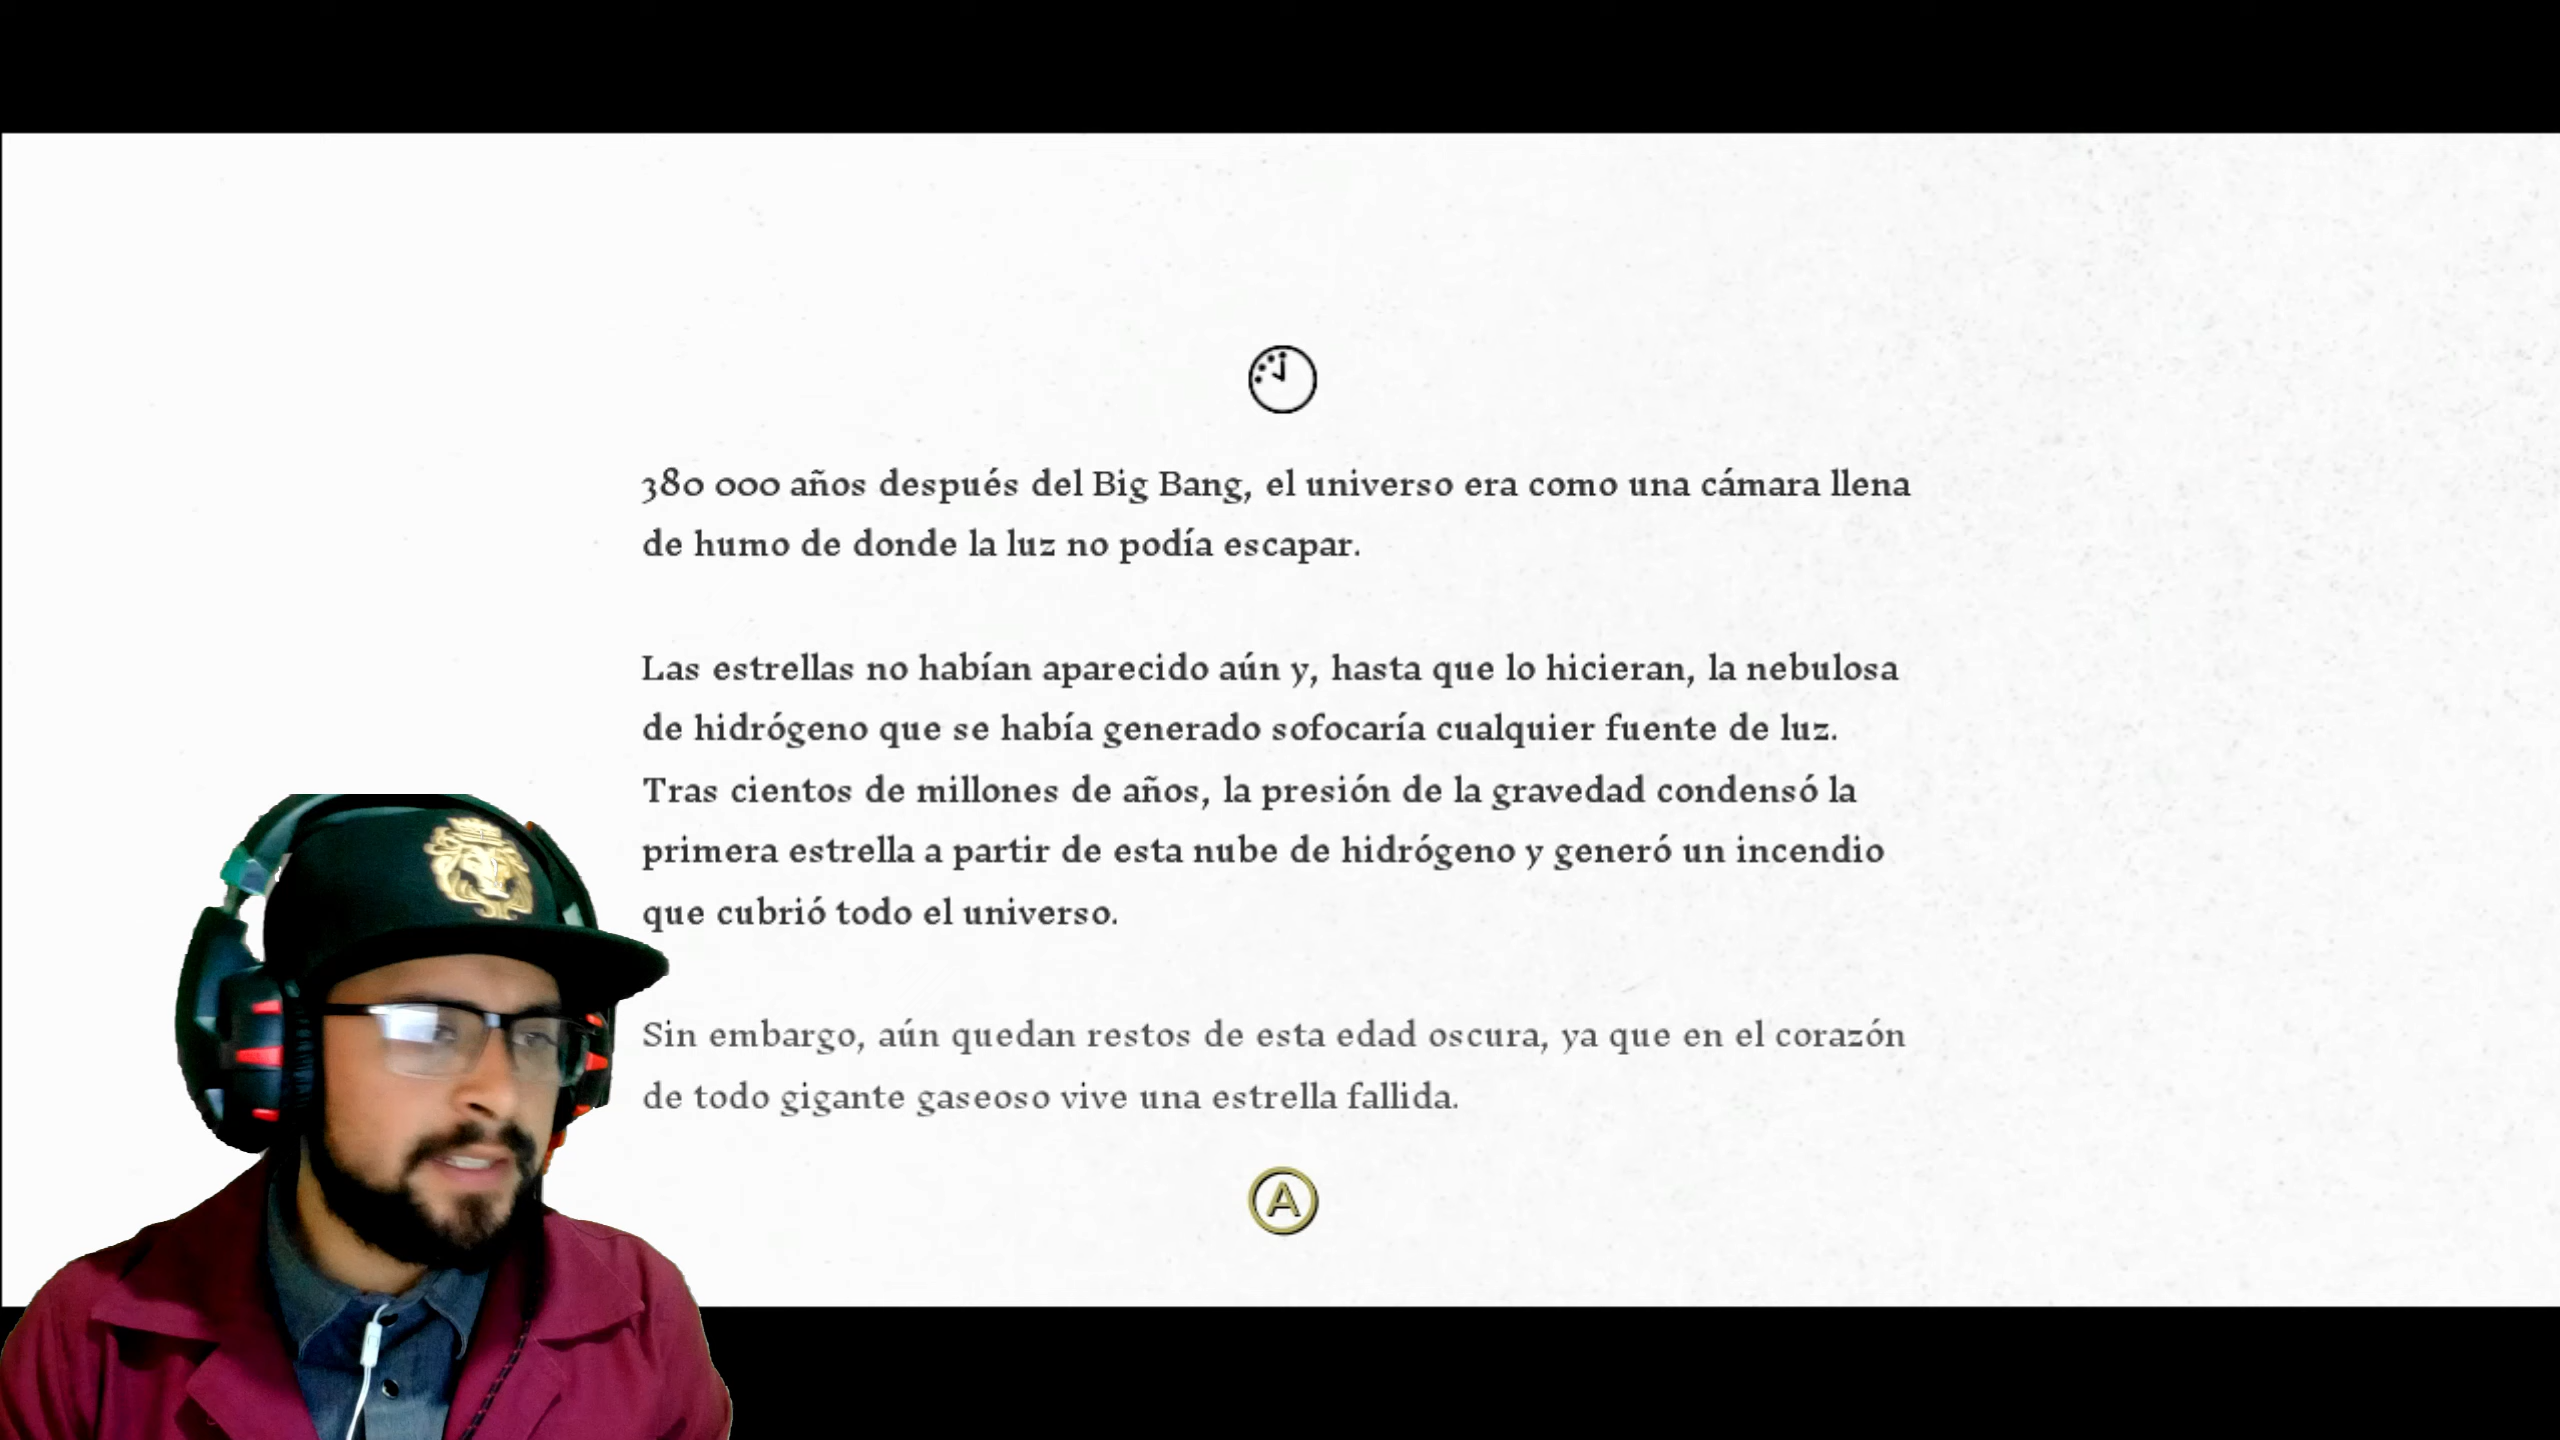 380 000 años después del Big Bang, el universo era como una cámara llena
de humo de donde la luz no podía escapar.
Las estrellas no habían aparecido aún y, hasta que lo hicieran, la nebulosa
de hidrógeno que se había generado sofocaría cualquier fuente de luz.
Tras cientos de millones de años, la presión de la gravedad condensó la
primera estrella a partir de esta nube de hidrógeno y generó un incendio
que cubrió todo el universo.
Sin embargo, aún quedan restos de esta edad oscura, ya que en el corazón
de todo gigante gaseoso vive una estrella fallida.
A